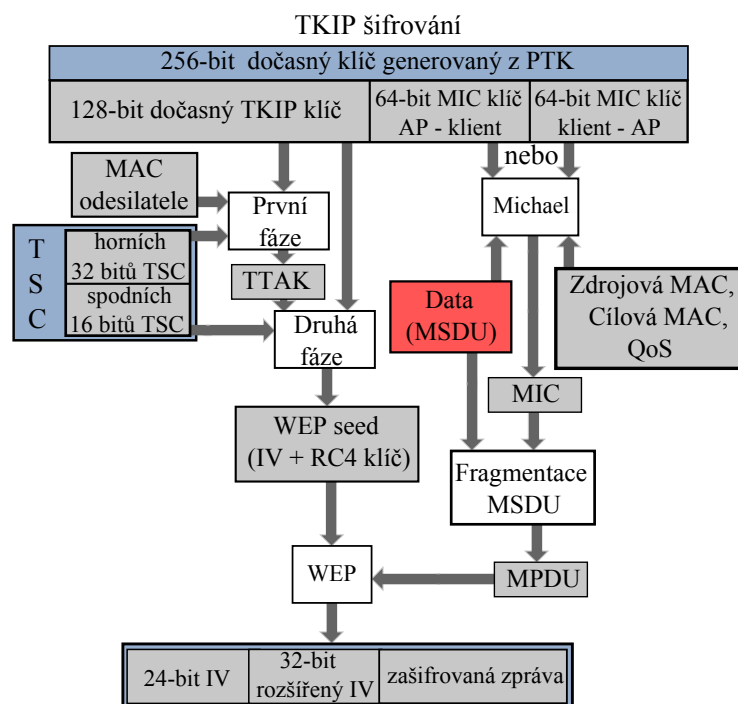 TKIP šifrování
256-bit dočasný klíč generovaný z PTK
128-bit dočasný TKIP klíč
64-bit MIC klíč
AP - klient
64-bit MIC klíč
klient - AP
nebo
MAC
odesilatele
První
fáze
Michael
T
S
C
horních
32 bitů TSC
spodních
16 bitů TSC
TTAK
Druhá
fáze
Data
(MSDU)
Zdrojová MAC,
Cílová MAC,
QoS
MIC
WEP seed
(IV + RC4 klíč)
Fragmentace
MSDU
WEP
MPDU
24-bit IV
32-bit
rozšířený IV
zašifrovaná zpráva